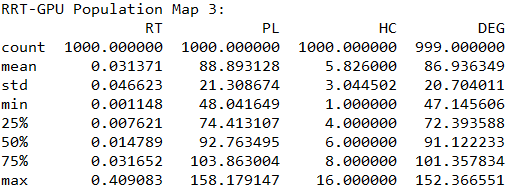 RRT-GPU Population Map 3:
RT PL HC DEG
count 1000.000000 1000.000000 1000.000000 999.000000
mean 0.031371 88.893128 5.826000 86.936349
std 0.046623 21.308674 3.044502 20.704011
min 0.001148 48.041649 1.000000 47.145606
25% 0.007621 74.413107 4.000000 72.393588
50% 0.014789 92.763495 6.000000 91.122233
75% 0.031652 103.863004 8.000000 101.357834
max 0.409083 158.179147 16.000000 152.366551